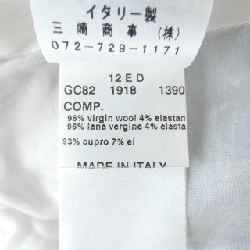 イタリー製
三崎商事(株)
072-729-1171
12 E D
GC82 1918 1390
COMP.
96% virgin wool 4% elastan
96% lana vergine 4% elasta
93% cupro 7% el
MADE IN ITALY